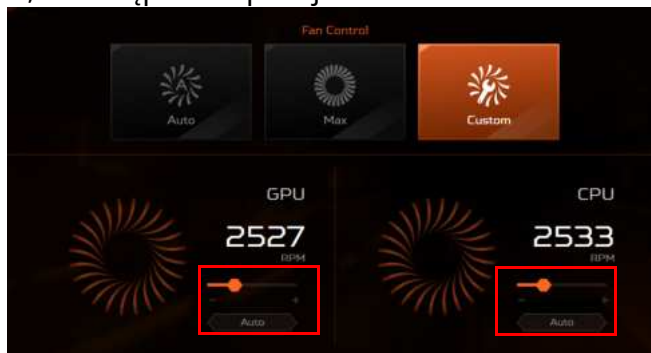 Fan Control
Auto
Max
Custom
GPU
2527
RPM
- +
Auto
CPU
2533
RPM
- +
Auto